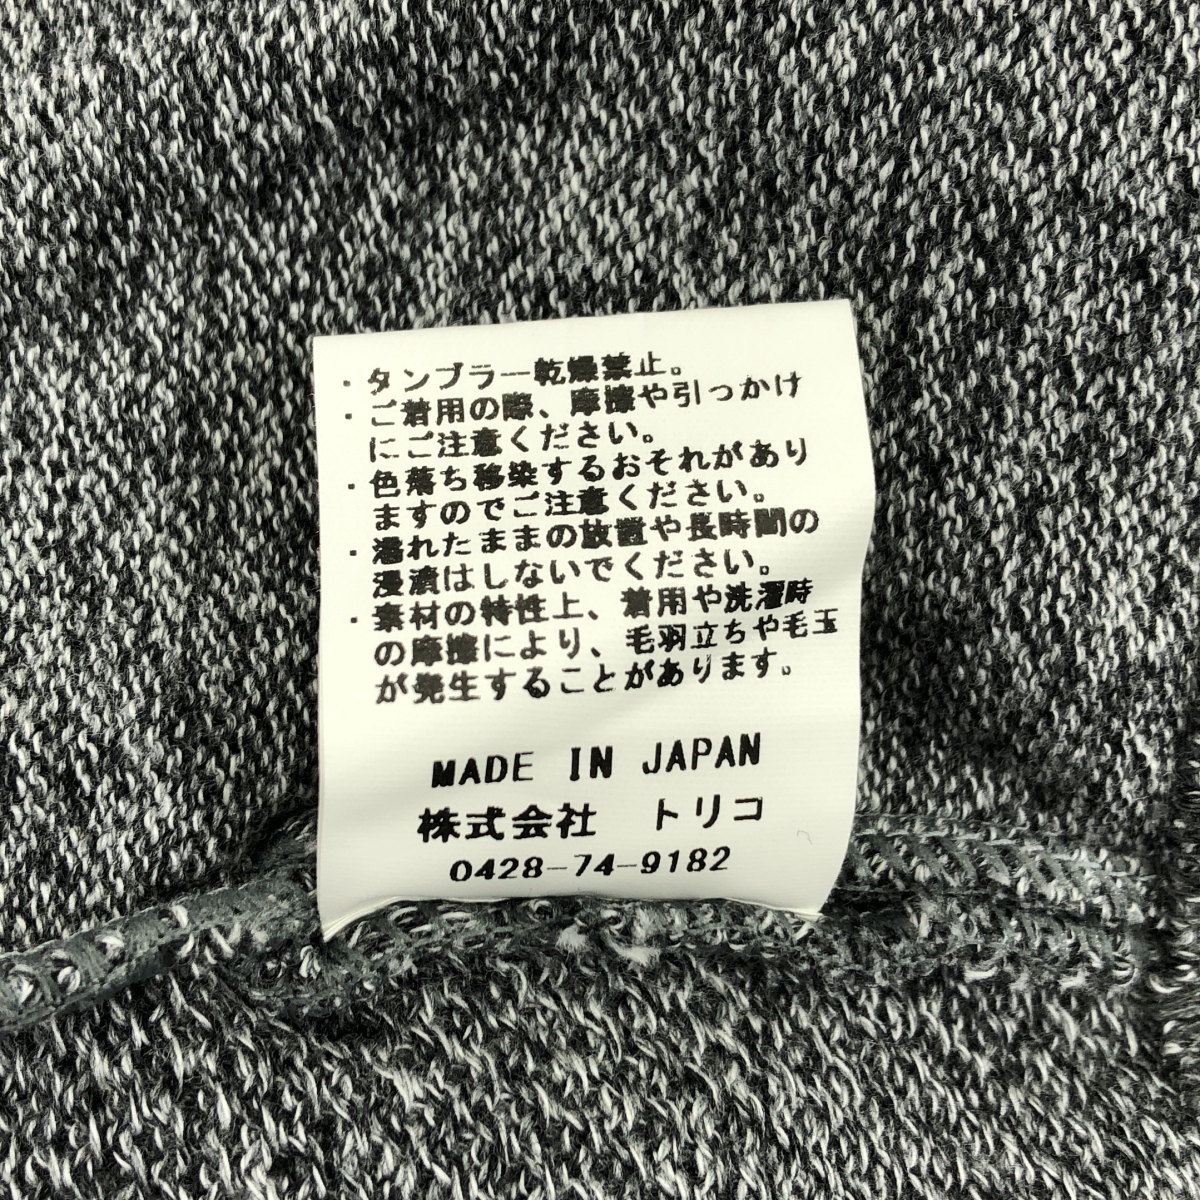 ・タンブラー乾燥禁止。
・ご着用の際、摩擦や引っかけ
にご注意ください。
・色落ち移染するおそれがあり
ますのでご注意ください。
・濡れたままの放置や長時間の
浸漬はしないでください。
・素材の特性上、着用や洗濯時
の摩擦により、毛羽立ちや毛玉
が発生することがあります。
MADE IN JAPAN
株式会社 トリコ
0428-74-9182